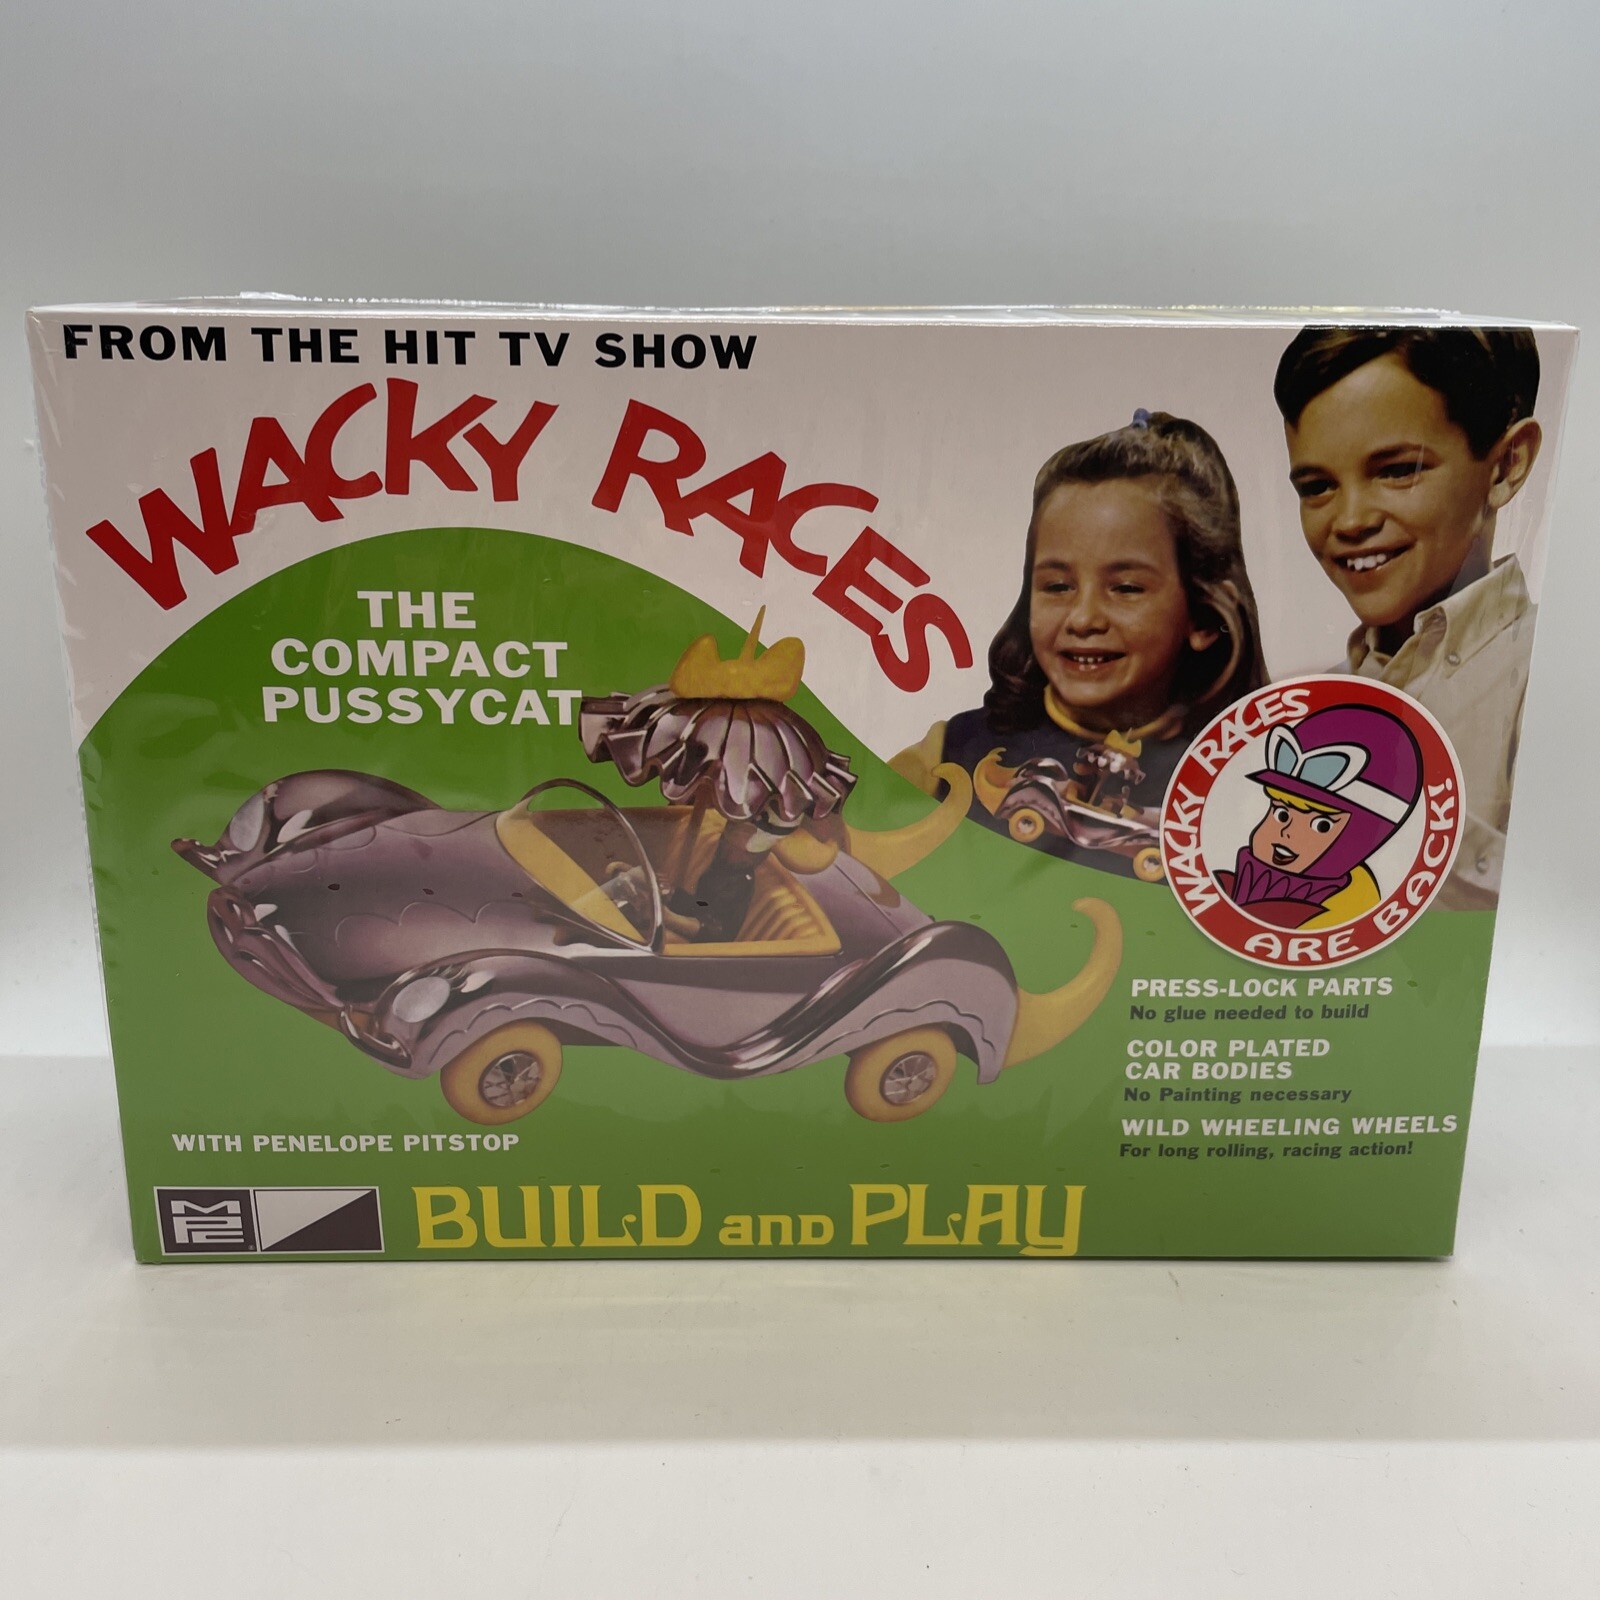 FROM THE HIT TV SHOW
WACKY RACES
THE
COMPACT
PUSSYCAT
WACKY RACES
ARE BACK!
PRESS-LOCK PARTS
No glue needed to build
COLOR PLATED
CAR BODIES
No Painting necessary
WILD WHEELING WHEELS
For long rolling, racing action!
WITH PENELOPE PITSTOP
MPC
BUILD and PLAY